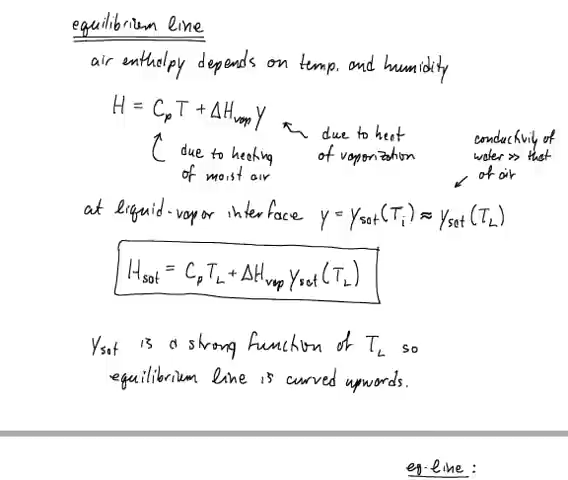 equilibrium line
air enthalpy depends on temp. and humidity
H = CpT + ΔHvap y
due to heating
of moist air
due to heat
of vaporization
conductivity of
water >> that
of air
at liquid-vapor interface y = ysat(Ti) ≈ ysat(TL)
Hsat = CpTL + ΔHvap ysat(TL)
ysat is a strong function of TL so
equilibrium line is curved upwards.
eq-line: